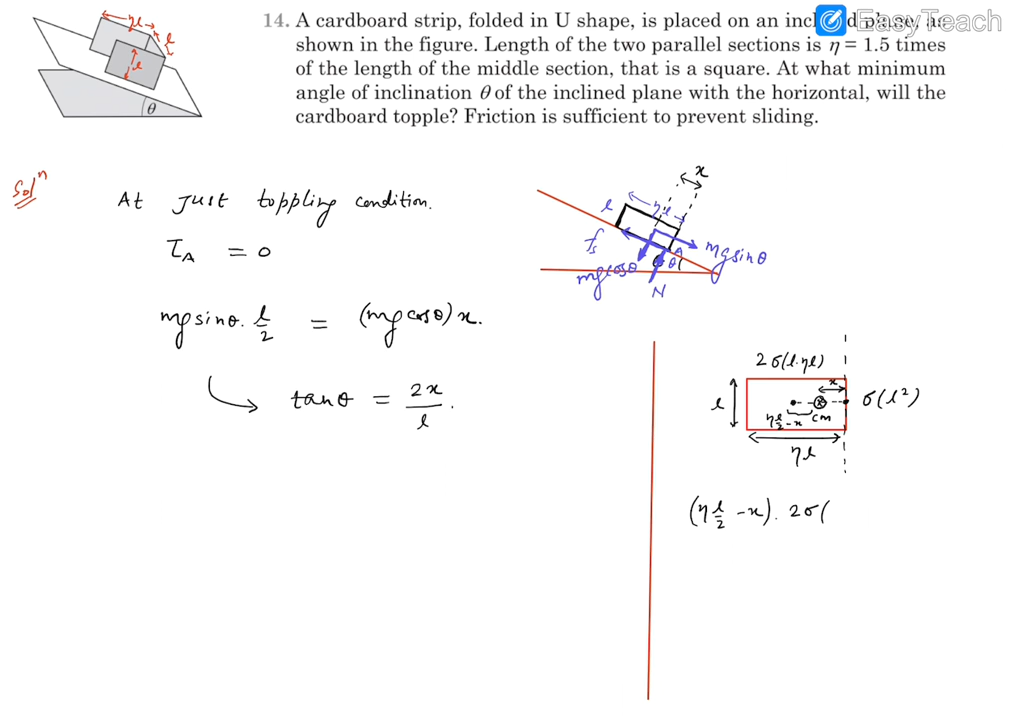 14. A cardboard strip, folded in U shape, is placed on an inclined plane, as
EasyTeach
shown in the figure. Length of the two parallel sections is η = 1.5 times
of the length of the middle section, that is a square. At what minimum
angle of inclination θ of the inclined plane with the horizontal, will the
cardboard topple? Friction is sufficient to prevent sliding.
ηl
l
l
θ
Solⁿ
At just toppling condition.
τ_A = 0
mg sinθ. l/2 = (mg cosθ) x.
tanθ = 2x/l.
x
l
ηl
f_s
A
mg sinθ
mg cosθ
θ
N
2σ(l.ηl)
x
l
σ(l²)
ηl/2 - x
cm
ηl
(ηl/2 - x). 2σ(